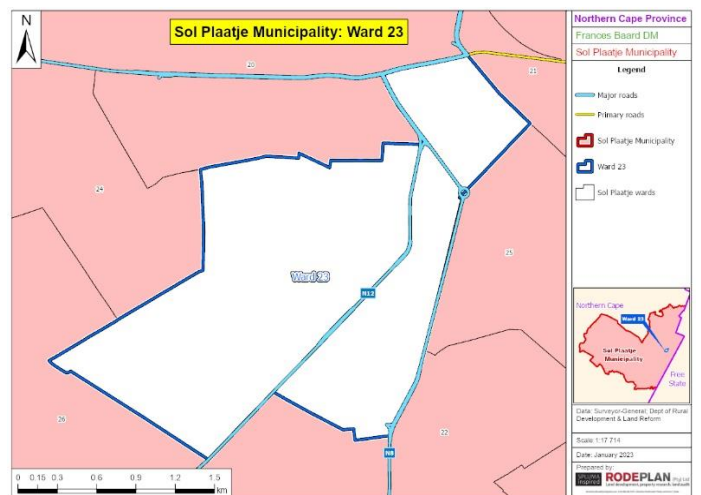 N
Sol Plaatje Municipality: Ward 23
20
21
24
25
Ward 23
N12
26
22
N8
0 0.15 0.3 0.6 0.9 1.2 1.5
km
Northern Cape Province
Frances Baard DM
Sol Plaatje Municipality
Legend
Major roads
Primary roads
Sol Plaatje Municipality
Ward 23
Sol Plaatje wards
Northern Cape
Ward 23
Sol Plaatje
Municipality
Free
State
Data: Surveyor-General; Dept of Rural
Development & Land Reform
Scale: 1:17 714
Date: January 2023
Prepared by:
SPLUMA
inspired
RODEPLAN (Pty) Ltd